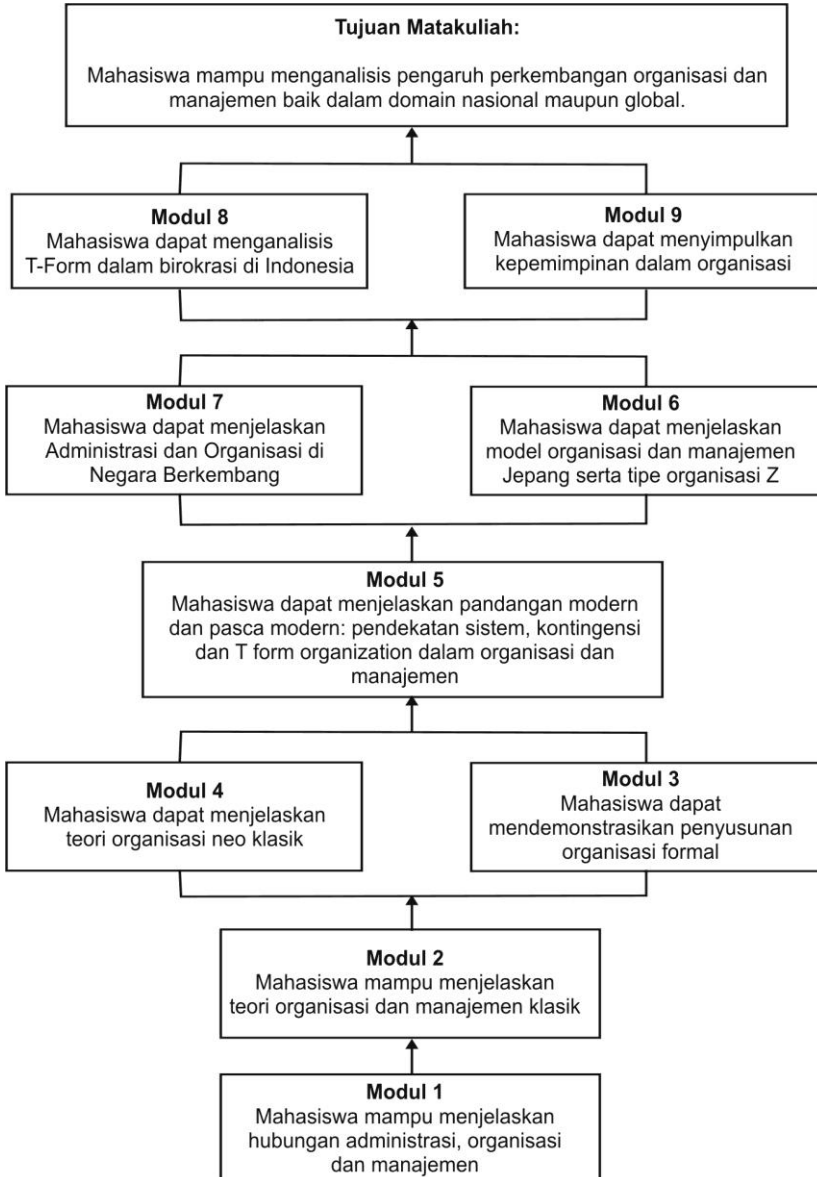 Tujuan Matakuliah:
Mahasiswa mampu menganalisis pengaruh perkembangan organisasi dan
manajemen baik dalam domain nasional maupun global.
Modul 8
Mahasiswa dapat menganalisis
T-Form dalam birokrasi di Indonesia
Modul 9
Mahasiswa dapat menyimpulkan
kepemimpinan dalam organisasi
Modul 7
Mahasiswa dapat menjelaskan
Administrasi dan Organisasi di
Negara Berkembang
Modul 6
Mahasiswa dapat menjelaskan
model organisasi dan manajemen
Jepang serta tipe organisasi Z
Modul 5
Mahasiswa dapat menjelaskan pandangan modern
dan pasca modern: pendekatan sistem, kontingensi
dan T form organization dalam organisasi dan
manajemen
Modul 4
Mahasiswa dapat menjelaskan
teori organisasi neo klasik
Modul 3
Mahasiswa dapat
mendemonstrasikan penyusunan
organisasi formal
Modul 2
Mahasiswa mampu menjelaskan
teori organisasi dan manajemen klasik
Modul 1
Mahasiswa mampu menjelaskan
hubungan administrasi, organisasi
dan manajemen